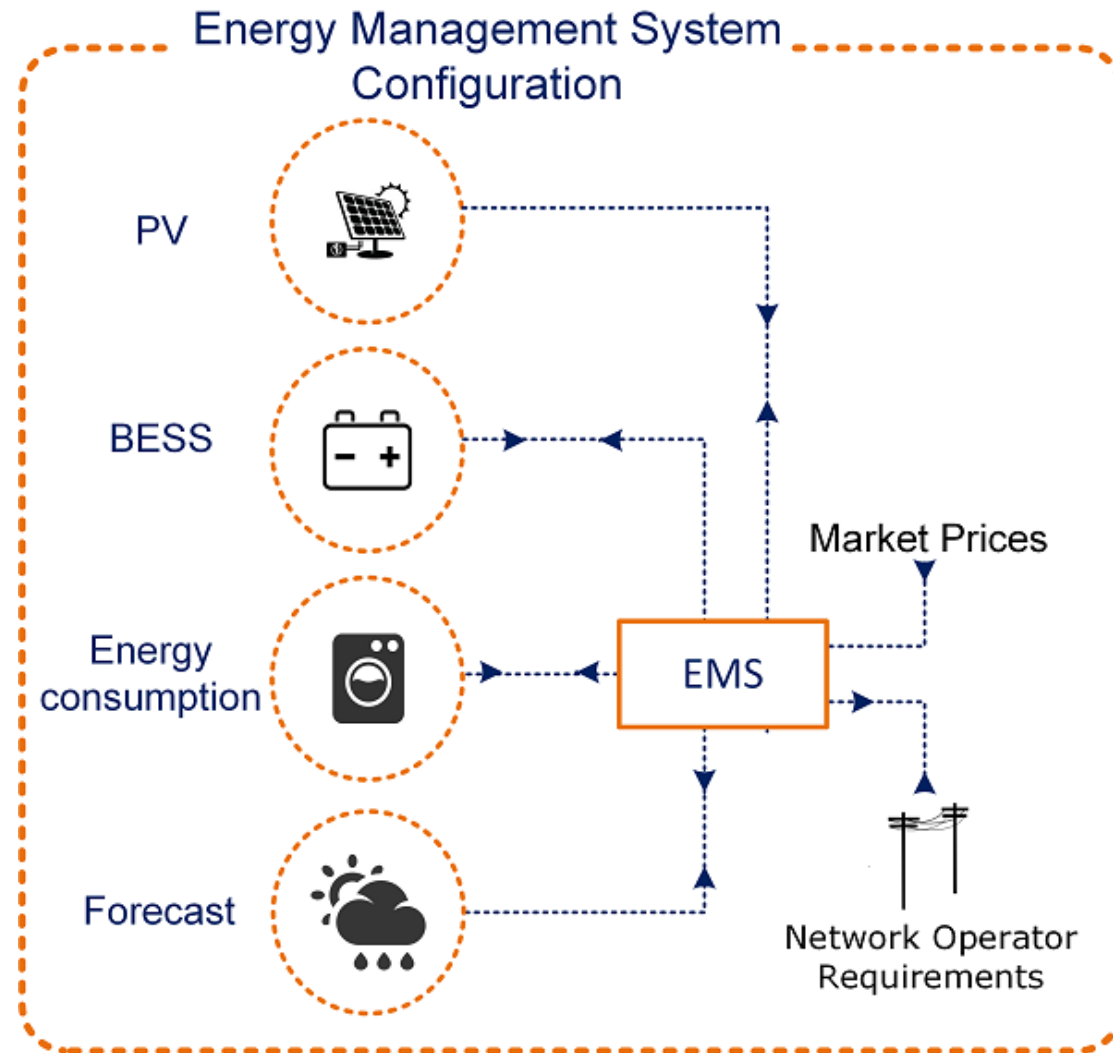 Energy Management System
Configuration
PV
BESS
Market Prices
Energy
consumption
EMS
Forecast
Network Operator
Requirements